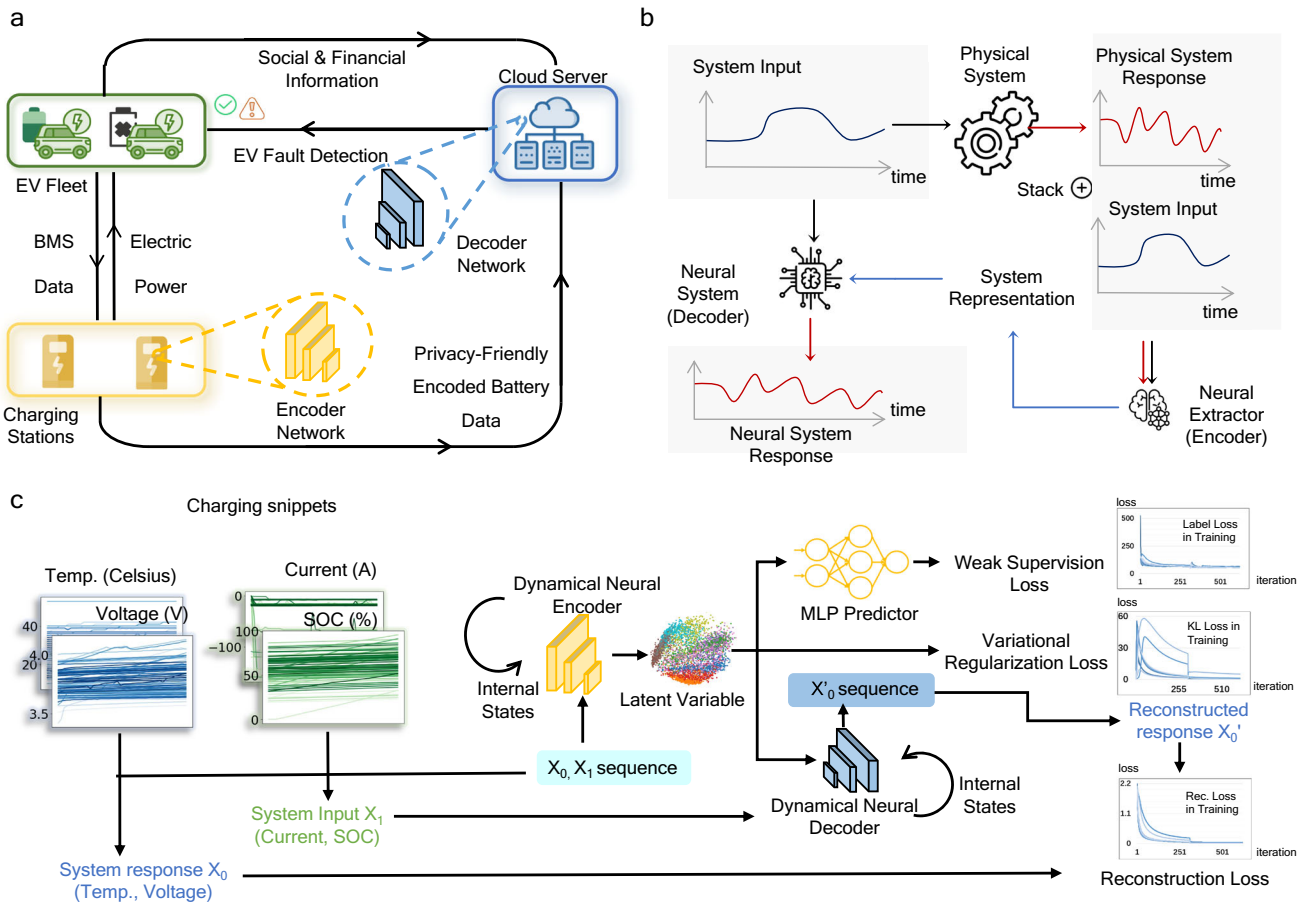 a
Social & Financial
Information
Cloud Server
EV Fault Detection
EV Fleet
BMS
Data
Electric
Power
Decoder
Network
Charging
Stations
Encoder
Network
Privacy-Friendly
Encoded Battery
Data
b
System Input
time
Physical
System
Physical System
Response
time
Stack
System Input
time
Neural
System
(Decoder)
System
Representation
time
Neural System
Response
Neural
Extractor
(Encoder)
c
Charging snippets
Temp. (Celsius)
Voltage (V)
40
4.0
20
3.5
Current (A)
SOC (%)
0
100
−100
50
0
Dynamical Neural
Encoder
Internal
States
Latent Variable
X₀, X₁ sequence
MLP Predictor
Weak Supervision
Loss
Variational
Regularization Loss
X'₀ sequence
Dynamical Neural
Decoder
Internal
States
System Input X₁
(Current, SOC)
System response X₀
(Temp., Voltage)
loss
500
250
0
Label Loss
in Training
1 251 501
iteration
loss
60
30
0
KL Loss in
Training
255 510
iteration
Reconstructed
response X₀'
loss
2.2
1.1
0
Rec. Loss
in Training
1 251 501
iteration
Reconstruction Loss